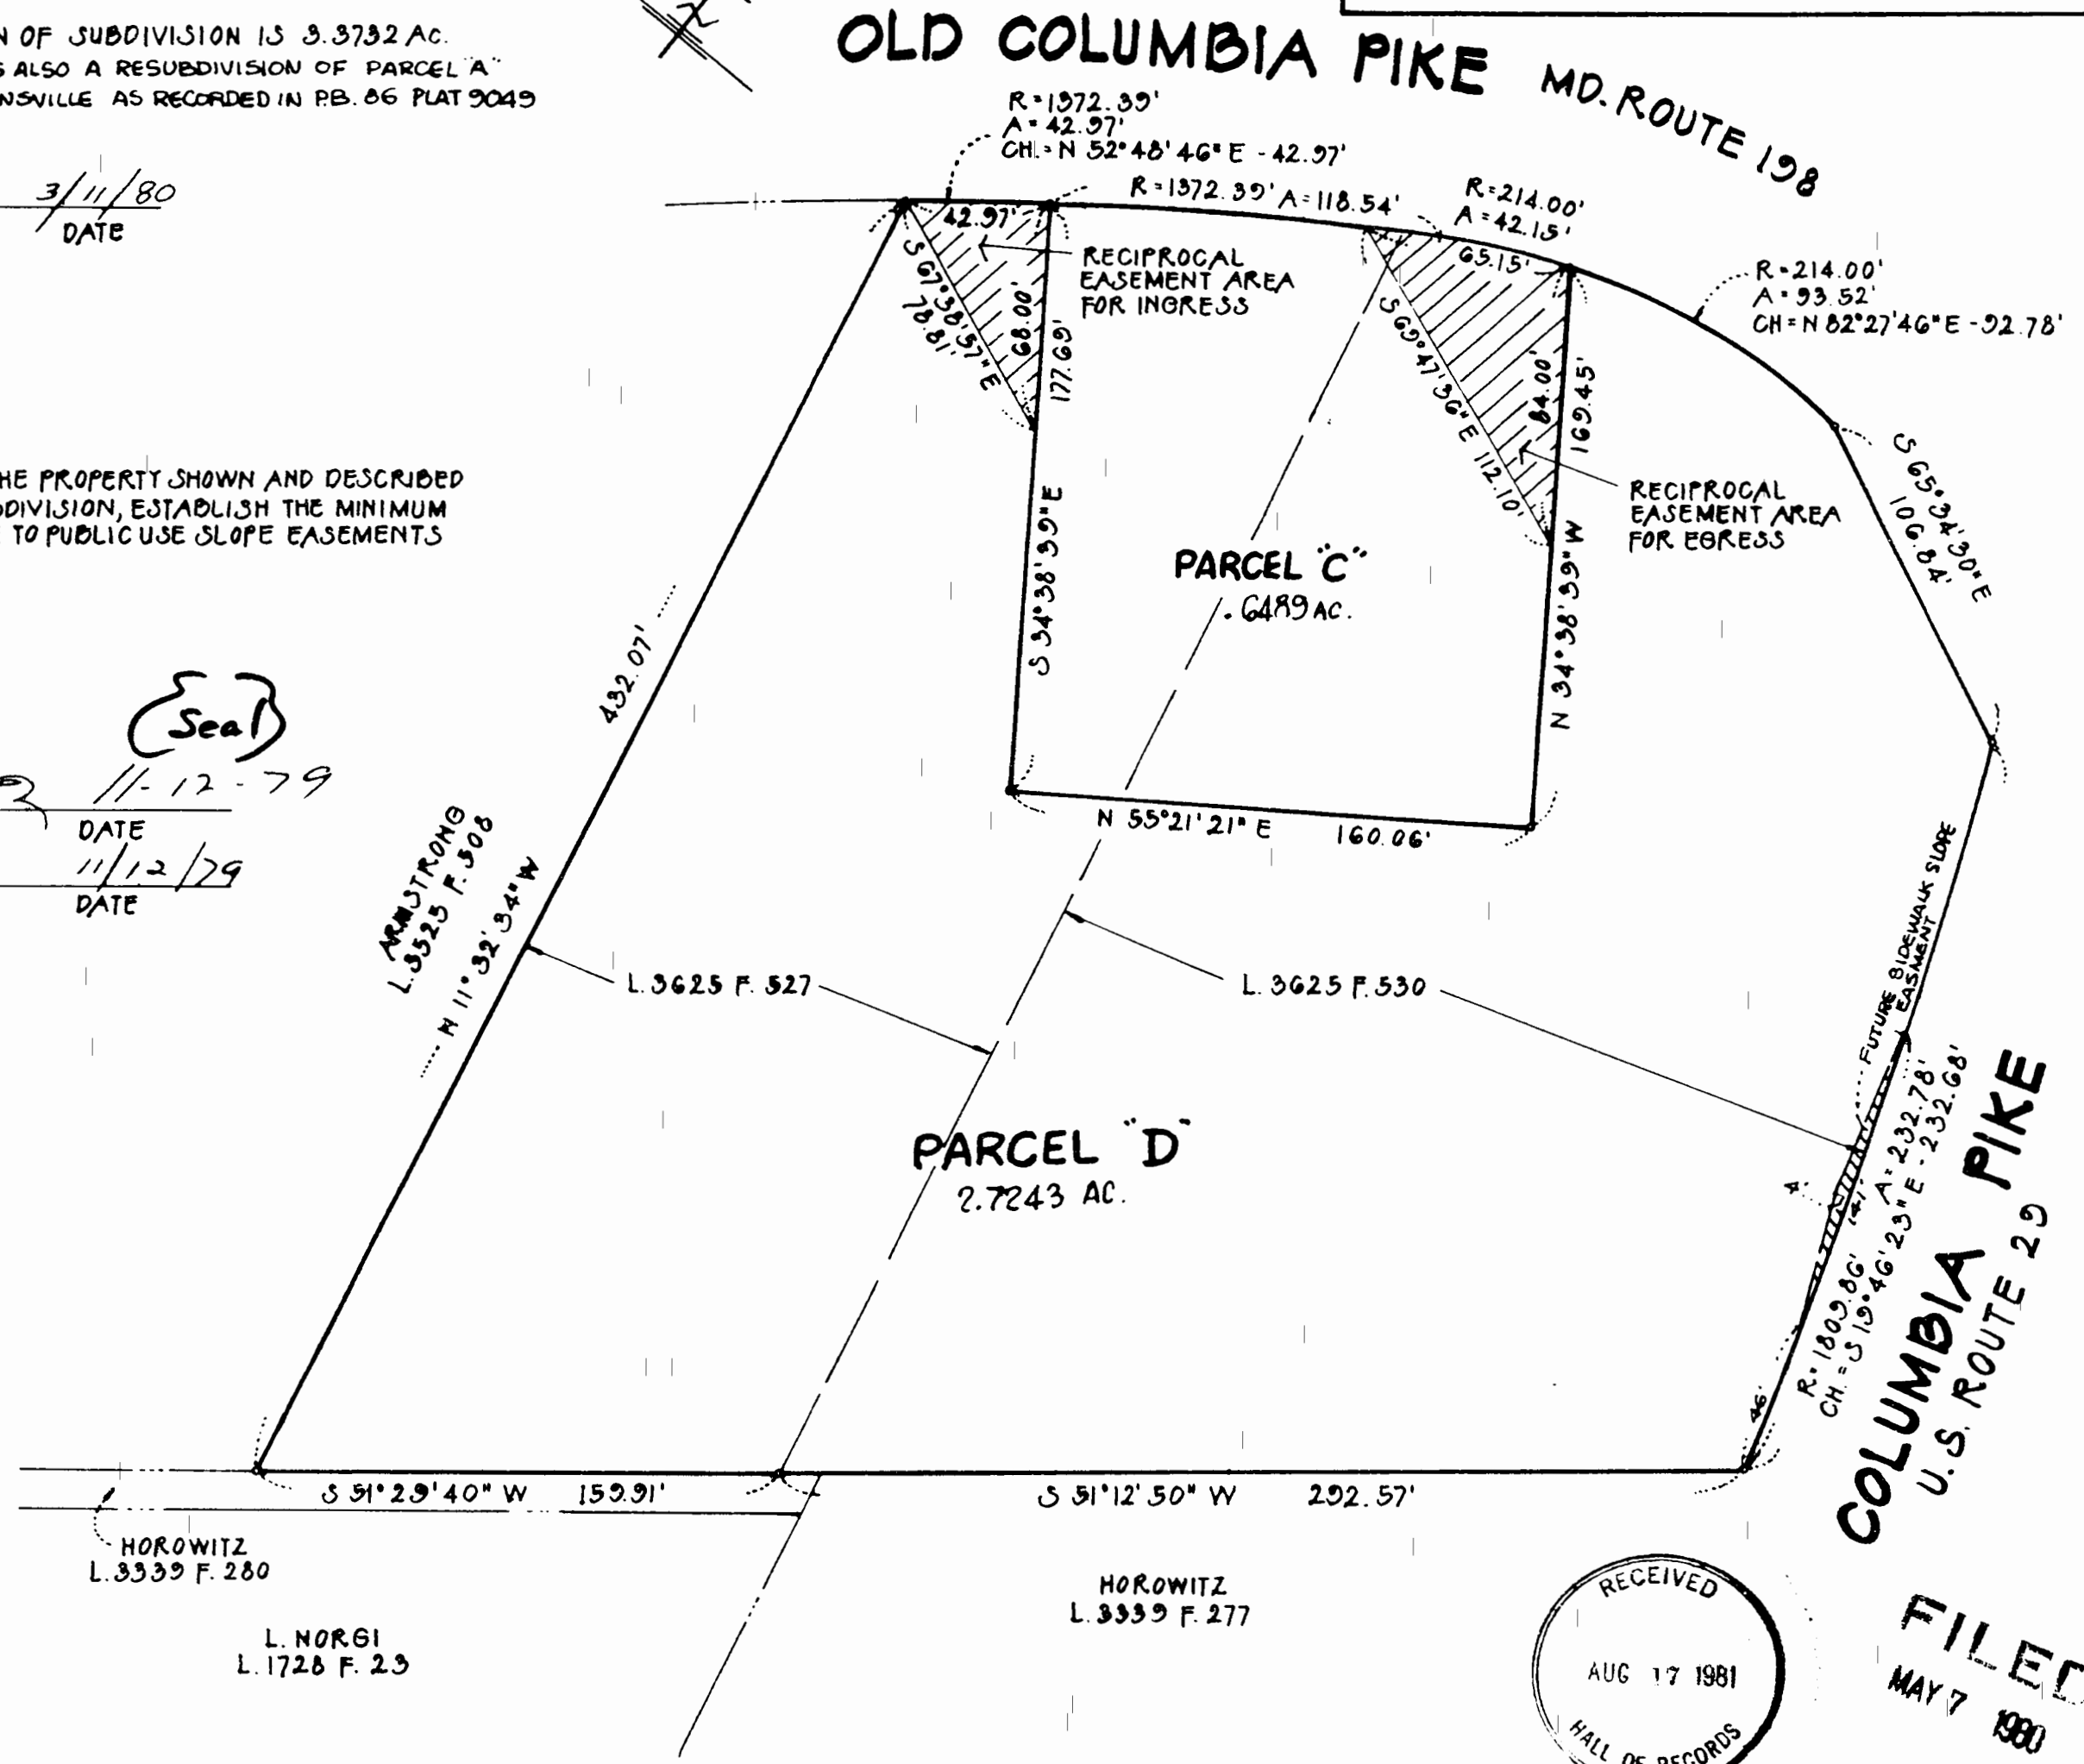 N OF SUBDIVISION IS 3.3732 AC.
S ALSO A RESUBDIVISION OF PARCEL "A"
NSVILLE AS RECORDED IN P.B. 86 PLAT 9049
3/11/80
DATE
HE PROPERTY SHOWN AND DESCRIBED
DIVISION, ESTABLISH THE MINIMUM
TO PUBLIC USE SLOPE EASEMENTS
(Seal)
11-12-79
DATE
11/12/79
DATE
OLD COLUMBIA PIKE MD. ROUTE 198
R=1372.39'
A=42.97'
CH.=N 52°48'46" E - 42.97'
R=1372.39' A=118.54'
R=214.00'
A=42.15'
42.97'
65.15'
R=214.00'
A=93.52'
CH=N 82°27'46" E - 92.78'
RECIPROCAL
EASEMENT AREA
FOR INGRESS
S 67°38'57" E
78.81'
68.00'
177.69'
S 69°47'36" E 112.10'
84.00'
169.45'
RECIPROCAL
EASEMENT AREA
FOR EGRESS
S 65°34'30" E
106.84'
S 34°38'39" E
N 34°38'39" W
PARCEL "C"
.6489 AC.
432.07'
N 55°21'21" E 160.06'
ARMSTRONG
L.3525 F.508
N 11°32'34" W
L.3625 F.527
L.3625 F.530
FUTURE SIDEWALK SLOPE
EASMENT
PARCEL "D"
2.7243 AC.
4'
R=1809.86' 141' A=232.78'
CH.=S 19°46'23" E - 232.68'
46'
COLUMBIA PIKE
U.S. ROUTE 29
S 51°29'40" W 159.91'
S 51°12'50" W 292.57'
HOROWITZ
L.3339 F.280
HOROWITZ
L.3339 F.277
L. NORGI
L.1728 F.23
RECEIVED
AUG 17 1981
HALL OF RECORDS
FILED
MAY 7 1980